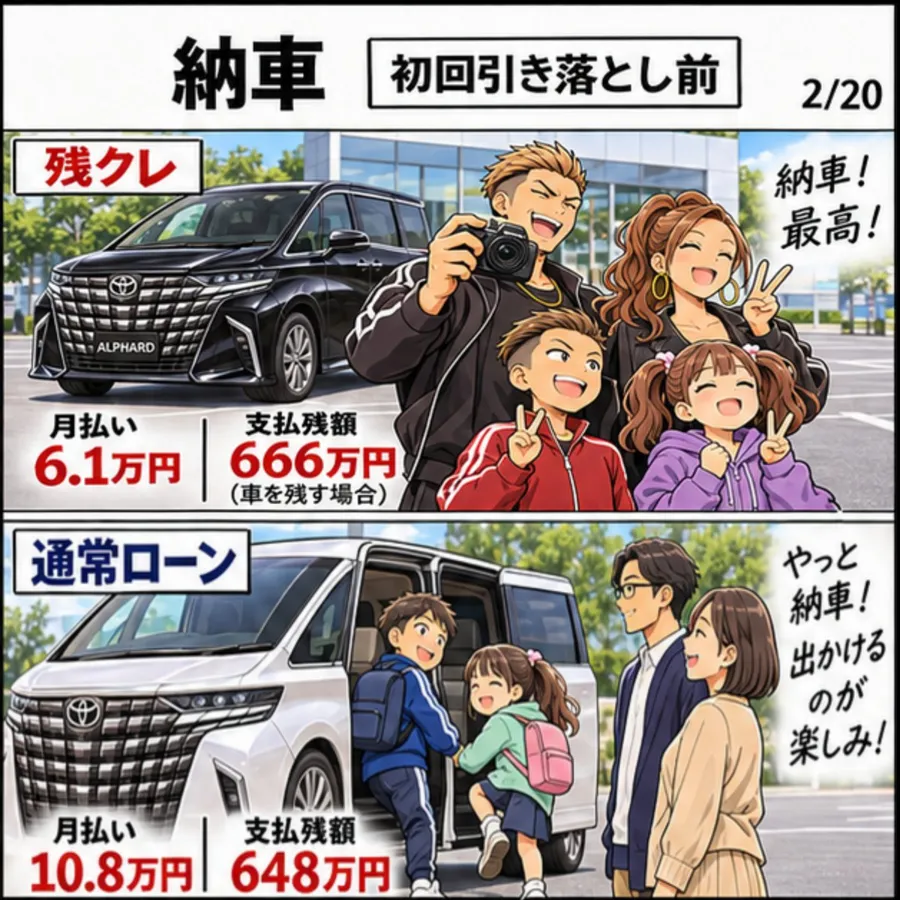 納車
初回引き落とし前
2/20
残クレ
納車!
最高!
ALPHARD
月払い
6.1万円
支払残額
666万円
(車を残す場合)
通常ローン
やっと
納車!
出かける
のが
楽しみ!
月払い
10.8万円
支払残額
648万円